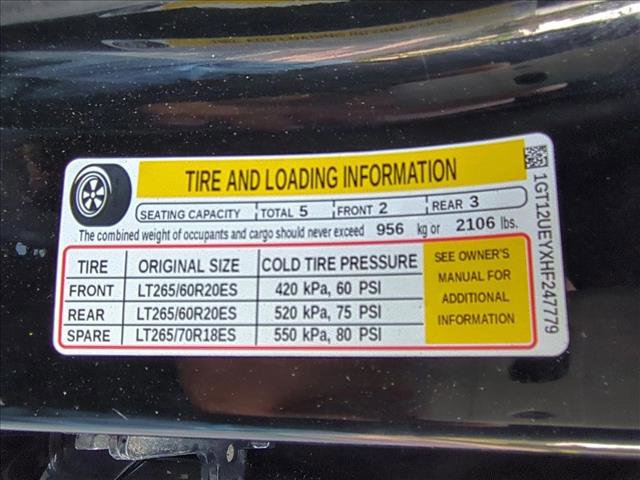 TIRE AND LOADING INFORMATION
SEATING CAPACITY TOTAL 5 FRONT 2 REAR 3
The combined weight of occupants and cargo should never exceed 956 kg or 2106 lbs.
TIRE ORIGINAL SIZE COLD TIRE PRESSURE
FRONT LT265/60R20ES 420 kPa, 60 PSI
REAR LT265/60R20ES 520 kPa, 75 PSI
SPARE LT265/70R18ES 550 kPa, 80 PSI
SEE OWNER'S
MANUAL FOR
ADDITIONAL
INFORMATION
1GT12UEYXHF247779